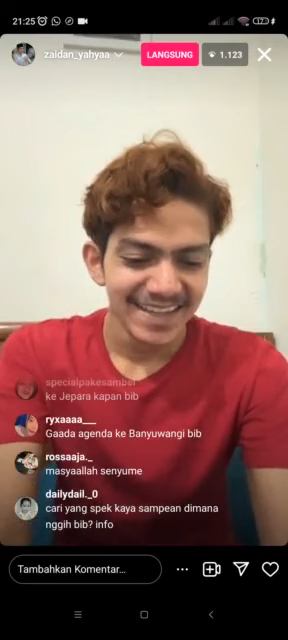 21:25
zaidan_yahyaa
LANGSUNG
1.123
specialpakesamber
ke Jepara kapan bib
ryxaaaa___
Gaada agenda ke Banyuwangi bib
rossaaja._
masyaallah senyume
dailydail._0
cari yang spek kaya sampean dimana
nggih bib? info
Tambahkan Komentar...